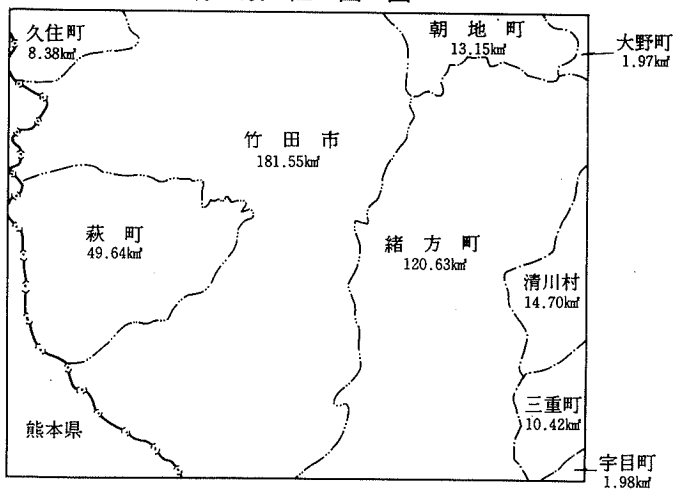 久住町
8.38k㎡
朝地町
13.15k㎡
大野町
1.97k㎡
竹田市
181.55k㎡
萩町
49.64k㎡
緒方町
120.63k㎡
清川村
14.70k㎡
三重町
10.42k㎡
熊本県
宇目町
1.98k㎡